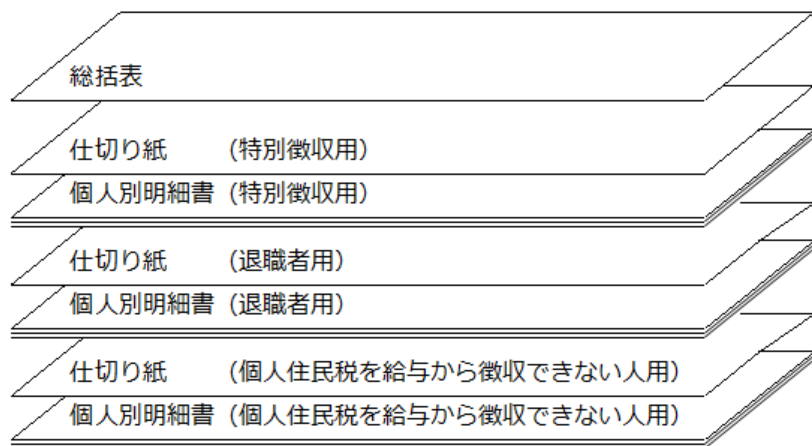 総括表
仕切り紙 (特別徴収用)
個人別明細書 (特別徴収用)
仕切り紙 (退職者用)
個人別明細書 (退職者用)
仕切り紙 (個人住民税を給与から徴収できない人用)
個人別明細書 (個人住民税を給与から徴収できない人用)